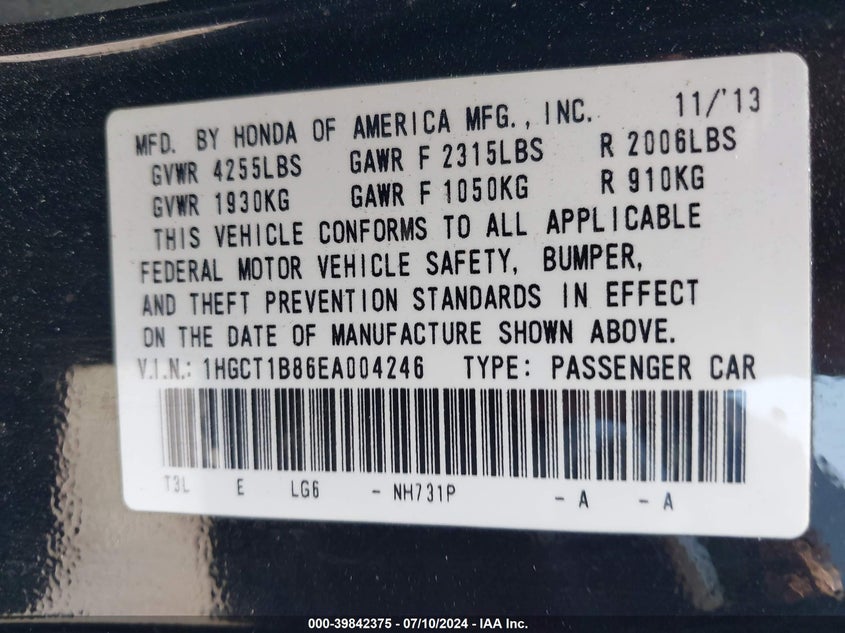 MFD. BY HONDA OF AMERICA MFG., INC. 11/'13
GVWR 4255LBS GAWR F 2315LBS R 2006LBS
GVWR 1930KG GAWR F 1050KG R 910KG
THIS VEHICLE CONFORMS TO ALL APPLICABLE
FEDERAL MOTOR VEHICLE SAFETY, BUMPER,
AND THEFT PREVENTION STANDARDS IN EFFECT
ON THE DATE OF MANUFACTURE SHOWN ABOVE.
V.I.N.: 1HGCT1B86EA004246 TYPE: PASSENGER CAR
T3L E LG6 - NH731P - A - A
000-39842375 - 07/10/2024 - IAA Inc.